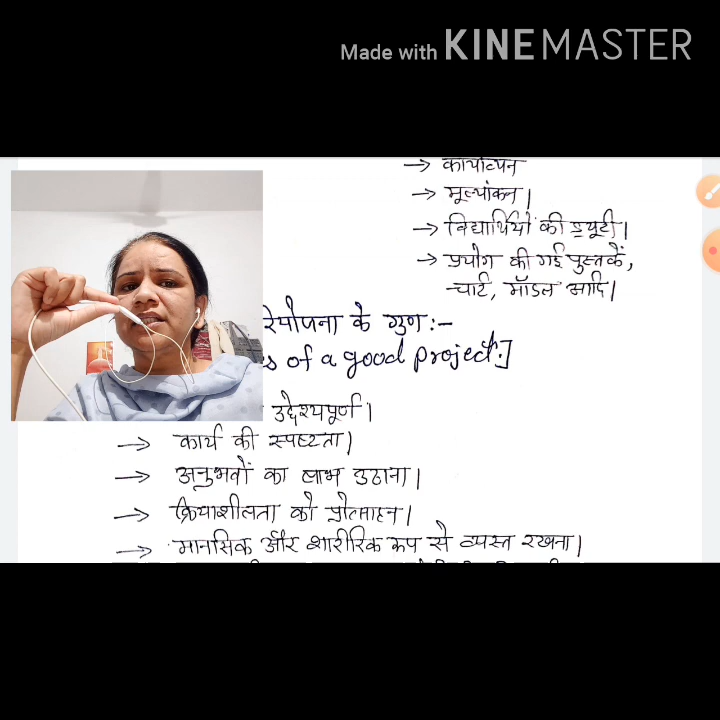 Made with KINEMASTER
→ कार्यान्वयन
→ मूल्यांकन।
→ विद्यार्थियों की ड्यूटी।
→ प्रयोग की गई पुस्तकें,
चार्ट, मॉडल आदि।
रियोजना के गुण:-
of a good project:]
उद्देश्यपूर्ण।
→ कार्य की स्पष्टता।
→ अनुभवों का लाभ उठाना।
→ क्रियाशीलता को प्रोत्साहन।
→ मानसिक और शारीरिक रूप से व्यस्त रखना।